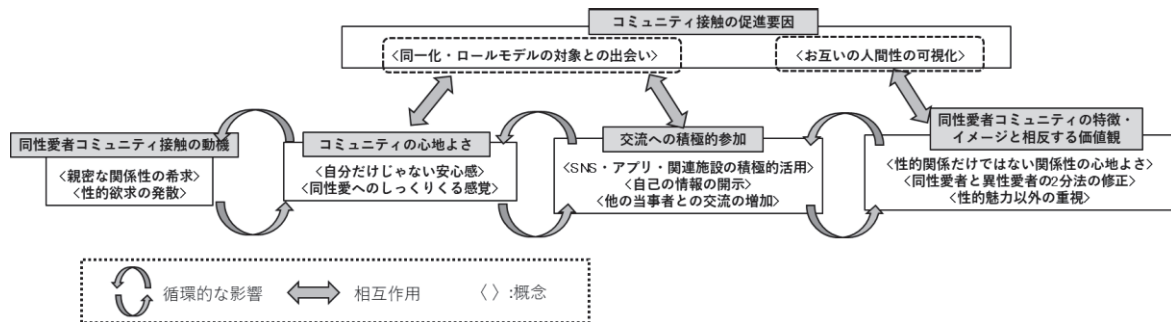 コミュニティ接触の促進要因
〈同一化・ロールモデルの対象との出会い〉
〈お互いの人間性の可視化〉
同性愛者コミュニティ接触の動機
〈親密な関係性の希求〉
〈性的欲求の発散〉
コミュニティの心地よさ
〈自分だけじゃない安心感〉
〈同性愛へのしっくりくる感覚〉
交流への積極的参加
〈SNS・アプリ・関連施設の積極的活用〉
〈自己の情報の開示〉
〈他の当事者との交流の増加〉
同性愛者コミュニティの特徴・
イメージと相反する価値観
〈性的関係だけではない関係性の心地よさ〉
〈同性愛者と異性愛者の2分法の修正〉
〈性的魅力以外の重視〉
循環的な影響
相互作用
〈 〉:概念